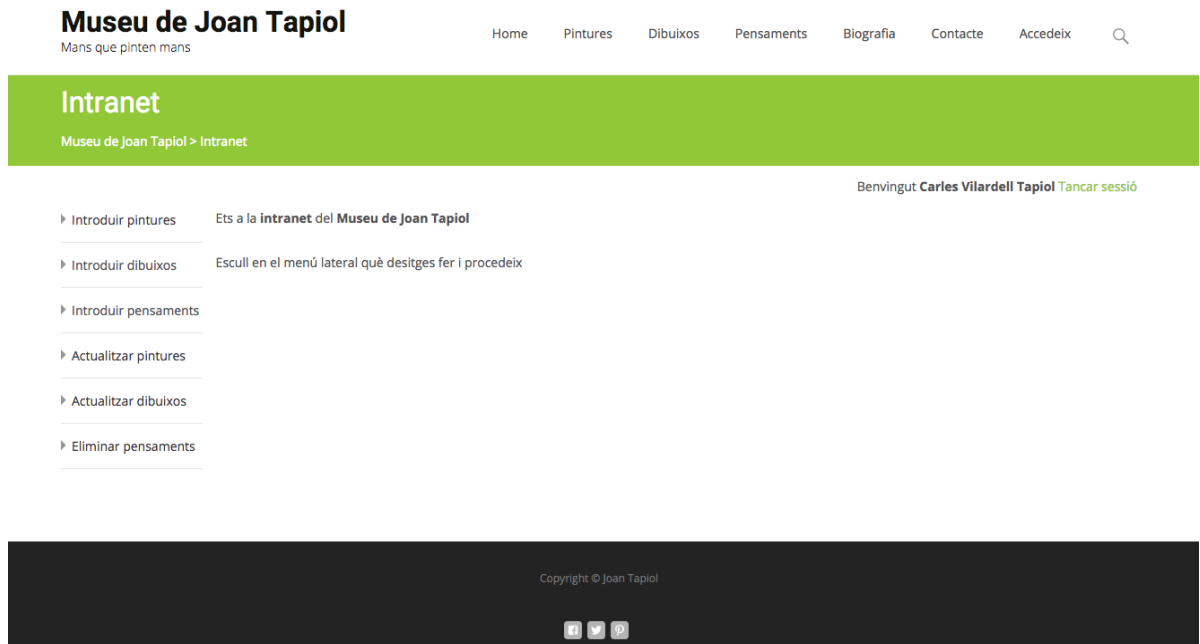 Museu de Joan Tapiol
Mans que pinten mans
Home Pintures Dibuixos Pensaments Biografia Contacte Accedeix
Intranet
Museu de Joan Tapiol > Intranet
Benvingut Carles Vilardell Tapiol Tancar sessió
Introduir pintures
Introduir dibuixos
Introduir pensaments
Actualitzar pintures
Actualitzar dibuixos
Eliminar pensaments
Ets a la intranet del Museu de Joan Tapiol
Escull en el menú lateral què desitges fer i procedeix
Copyright © Joan Tapiol